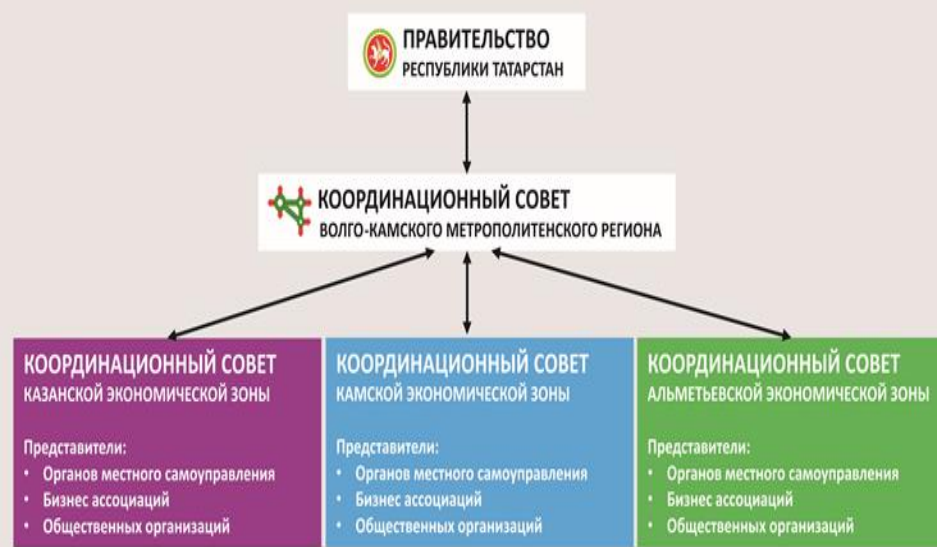 ПРАВИТЕЛЬСТВО
РЕСПУБЛИКИ ТАТАРСТАН
КООРДИНАЦИОННЫЙ СОВЕТ
ВОЛГО-КАМСКОГО МЕТРОПОЛИТЕНСКОГО РЕГИОНА
КООРДИНАЦИОННЫЙ СОВЕТ
КАЗАНСКОЙ ЭКОНОМИЧЕСКОЙ ЗОНЫ
Представители:
• Органов местного самоуправления
• Бизнес ассоциаций
• Общественных организаций
КООРДИНАЦИОННЫЙ СОВЕТ
КАМСКОЙ ЭКОНОМИЧЕСКОЙ ЗОНЫ
Представители:
• Органов местного самоуправления
• Бизнес ассоциаций
• Общественных организаций
КООРДИНАЦИОННЫЙ СОВЕТ
АЛЬМЕТЬЕВСКОЙ ЭКОНОМИЧЕСКОЙ ЗОНЫ
Представители:
• Органов местного самоуправления
• Бизнес ассоциаций
• Общественных организаций